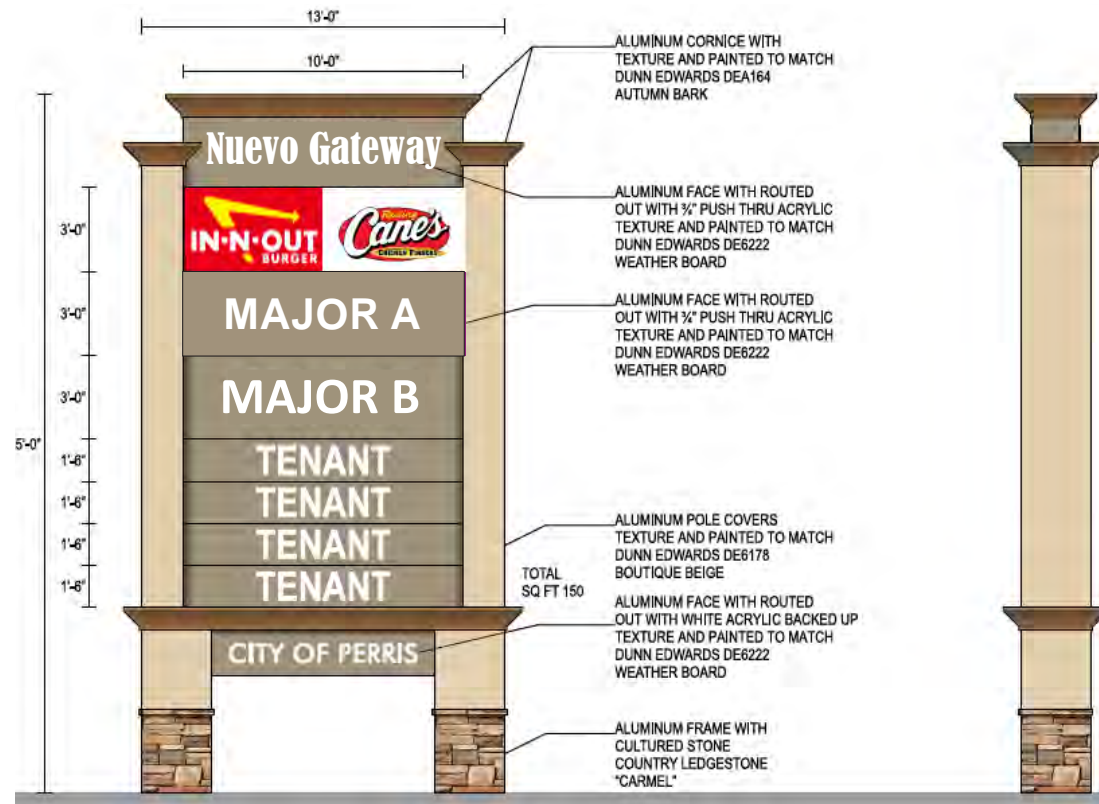 13'-0"
10'-0"
ALUMINUM CORNICE WITH
TEXTURE AND PAINTED TO MATCH
DUNN EDWARDS DEA164
AUTUMN BARK
Nuevo Gateway
ALUMINUM FACE WITH ROUTED
OUT WITH ¾" PUSH THRU ACRYLIC
TEXTURE AND PAINTED TO MATCH
DUNN EDWARDS DE6222
WEATHER BOARD
3'-0"
IN-N-OUT
BURGER
Raising
Cane's
CHICKEN FINGERS
ALUMINUM FACE WITH ROUTED
OUT WITH ¾" PUSH THRU ACRYLIC
TEXTURE AND PAINTED TO MATCH
DUNN EDWARDS DE6222
WEATHER BOARD
3'-0"
MAJOR A
3'-0"
MAJOR B
5'-0"
1'-6"
TENANT
1'-6"
TENANT
1'-6"
TENANT
1'-6"
TENANT
ALUMINUM POLE COVERS
TEXTURE AND PAINTED TO MATCH
DUNN EDWARDS DE6178
BOUTIQUE BEIGE
TOTAL
SQ FT 150
ALUMINUM FACE WITH ROUTED
OUT WITH WHITE ACRYLIC BACKED UP
TEXTURE AND PAINTED TO MATCH
DUNN EDWARDS DE6222
WEATHER BOARD
CITY OF PERRIS
ALUMINUM FRAME WITH
CULTURED STONE
COUNTRY LEDGESTONE
"CARMEL"